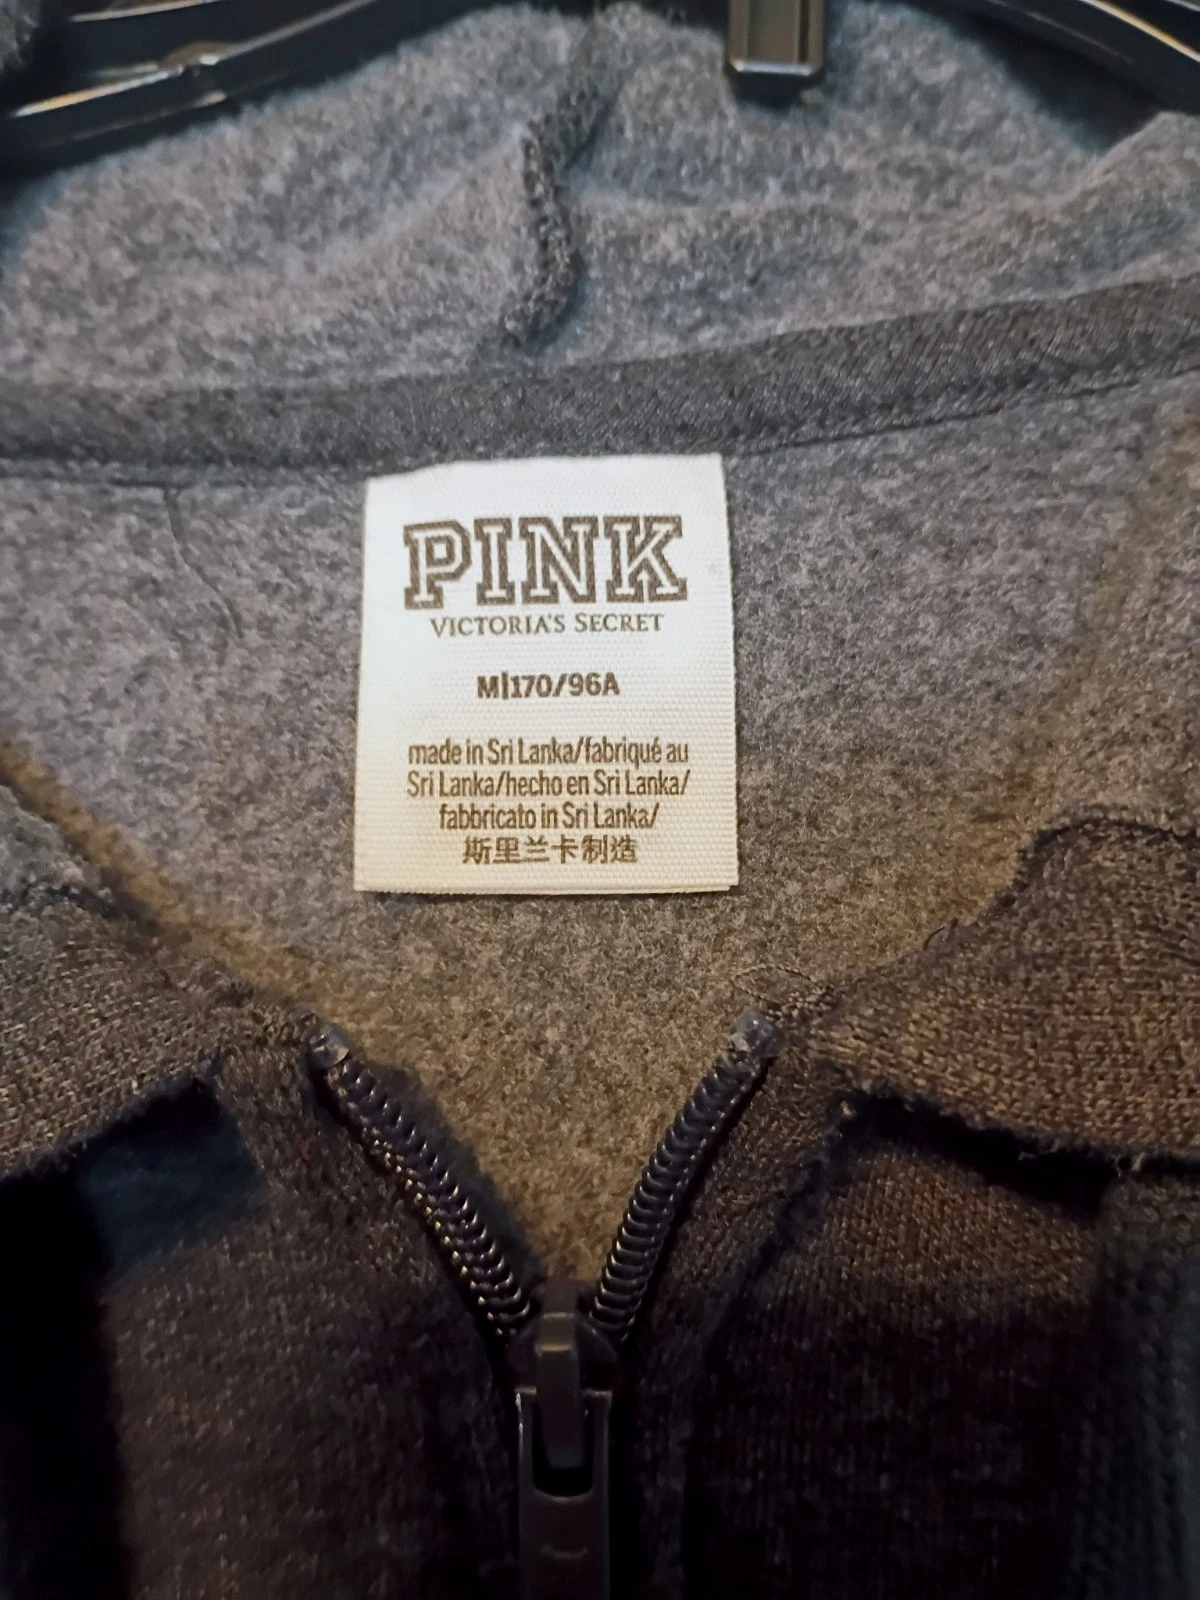 PINK
VICTORIA'S SECRET
M|170/96A
made in Sri Lanka/fabriqué au
Sri Lanka/hecho en Sri Lanka/
fabbricato in Sri Lanka/
斯里兰卡制造